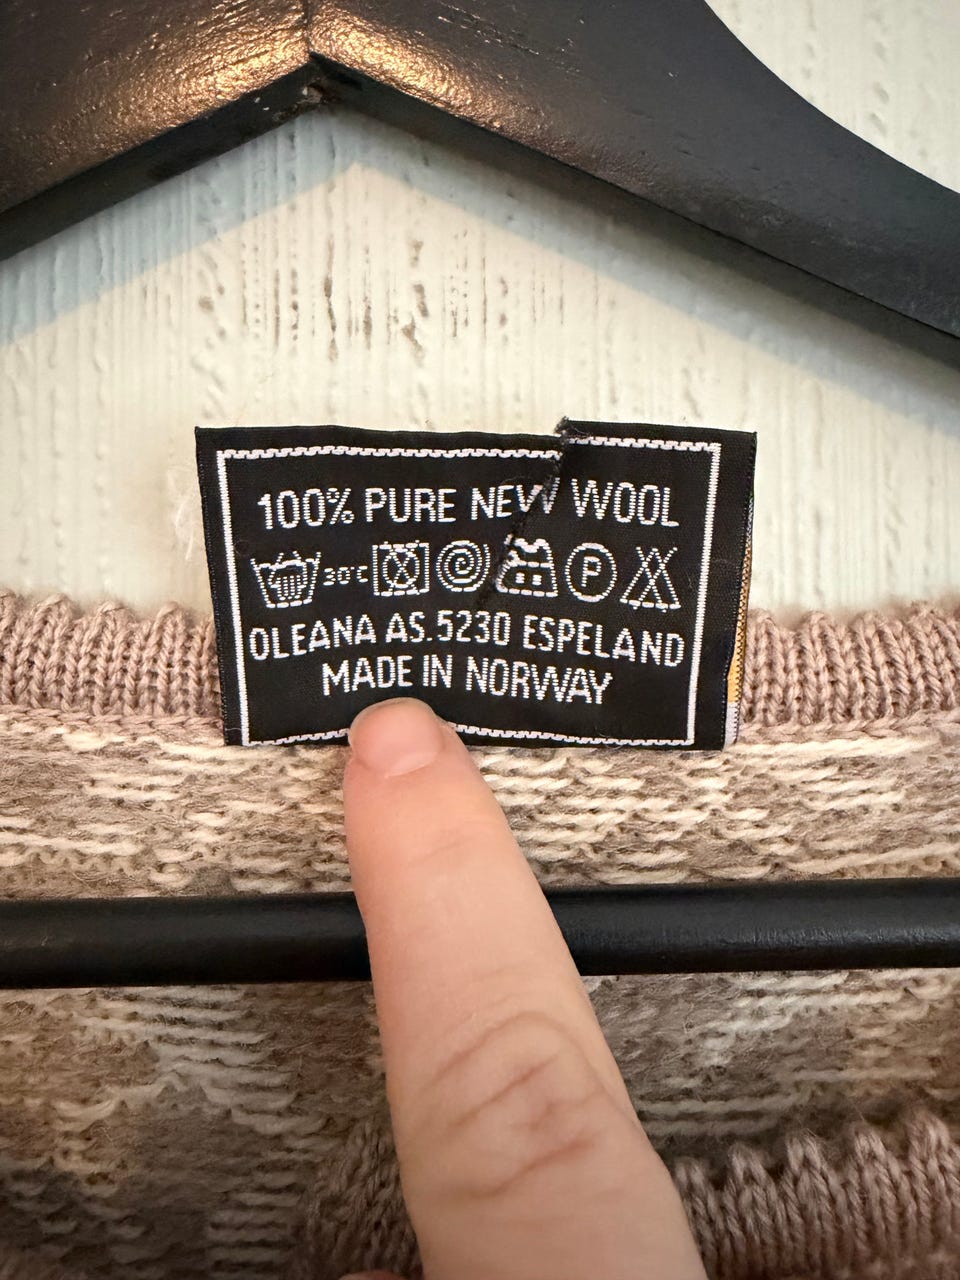 100% PURE NEW WOOL
30°C P
OLEANA AS. 5230 ESPELAND
MADE IN NORWAY